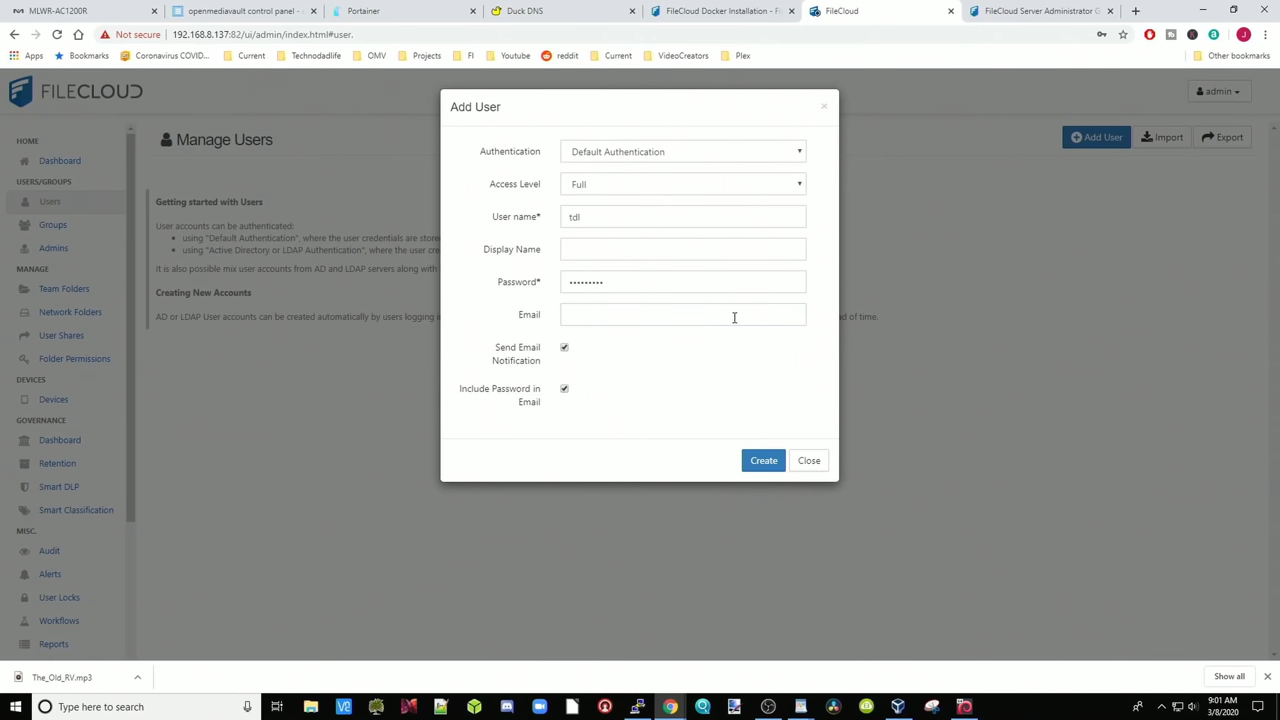 MLWR-AC1200R
openmediavault control panel -
Portainer
Duck DNS
FileCloud Docker Installation - F
FileCloud
FileCloud Server Administrator G
Not secure
192.168.8.137:82/ui/admin/index.html#user.
Apps
Bookmarks
Coronavirus COVID...
Current
Technodadlife
OMV
Projects
FI
Youtube
reddit
Current
VideoCreators
Plex
Other bookmarks
FILECLOUD
admin
HOME
Dashboard
USERS/GROUPS
Users
Groups
Admins
MANAGE
Team Folders
Network Folders
User Shares
Folder Permissions
DEVICES
Devices
GOVERNANCE
Dashboard
Retention
Smart DLP
Smart Classification
MISC.
Audit
Alerts
User Locks
Workflows
Reports
Manage Users
Add User
Import
Export
Getting started with Users
User accounts can be authenticated:
using "Default Authentication", where the user credentials are store
using "Active Directory or LDAP Authentication", where the user cre
It is also possible mix user accounts from AD and LDAP servers along with
Creating New Accounts
AD or LDAP User accounts can be created automatically by users logging i
ad of time.
Add User
×
Authentication
Default Authentication
Access Level
Full
User name*
tdl
Display Name
Password*
•••••••••
Email
Send Email
Notification
Include Password in
Email
Create
Close
The_Old_RV.mp3
Show all
Type here to search
9:01 AM
3/8/2020